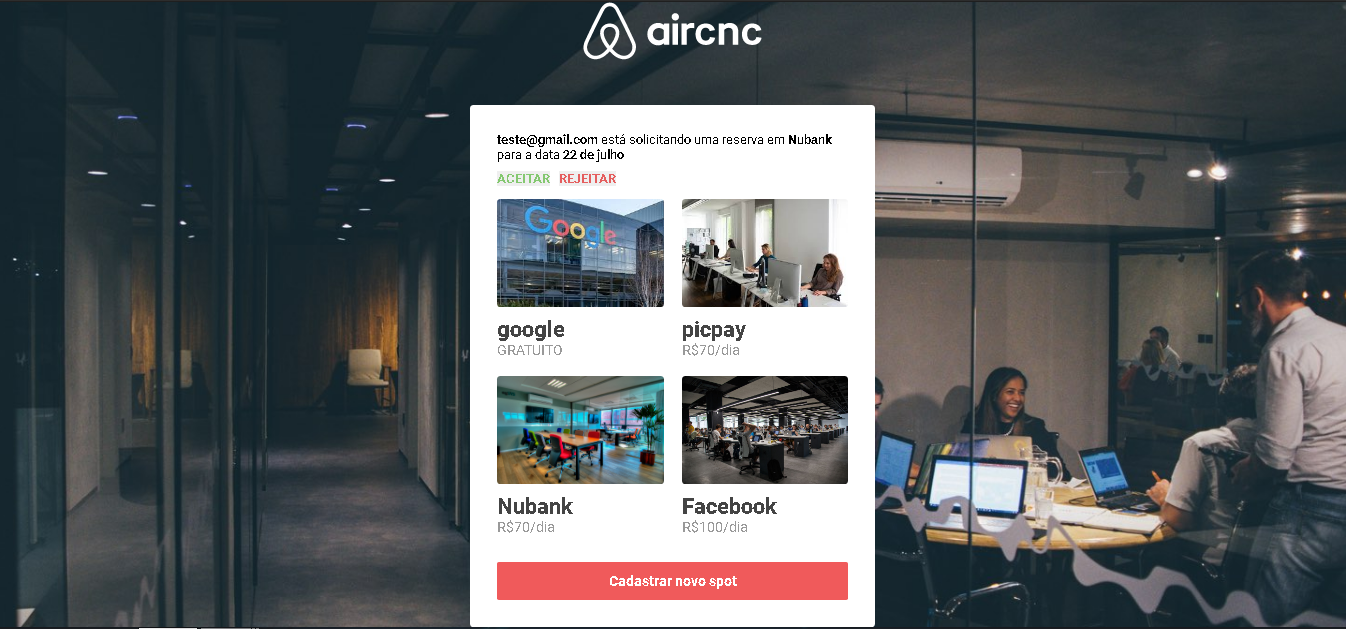 aircnc
teste@gmail.com está solicitando uma reserva em Nubank
para a data 22 de julho
ACEITAR REJEITAR
Google
google
GRATUITO
picpay
R$70/dia
Nubank
R$70/dia
Facebook
R$100/dia
Cadastrar novo spot